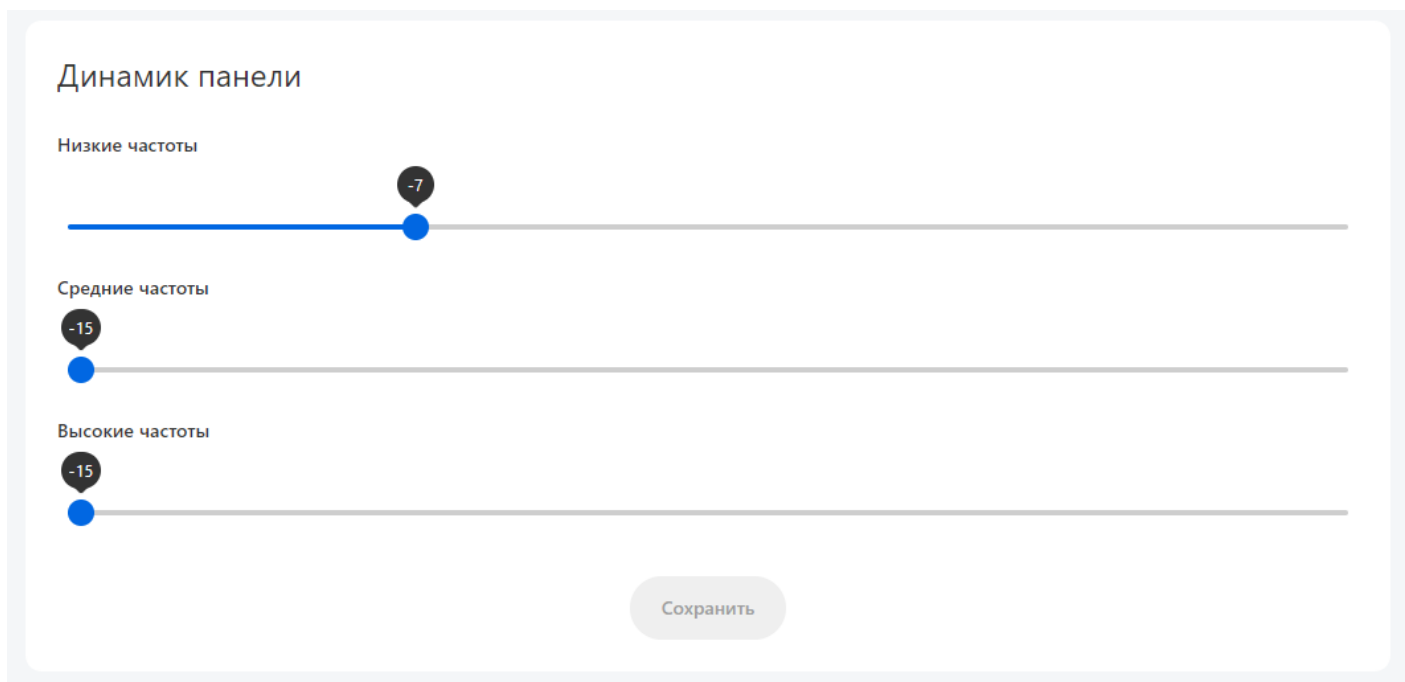 Динамик панели
Низкие частоты
-7
Средние частоты
-15
Высокие частоты
-15
Сохранить